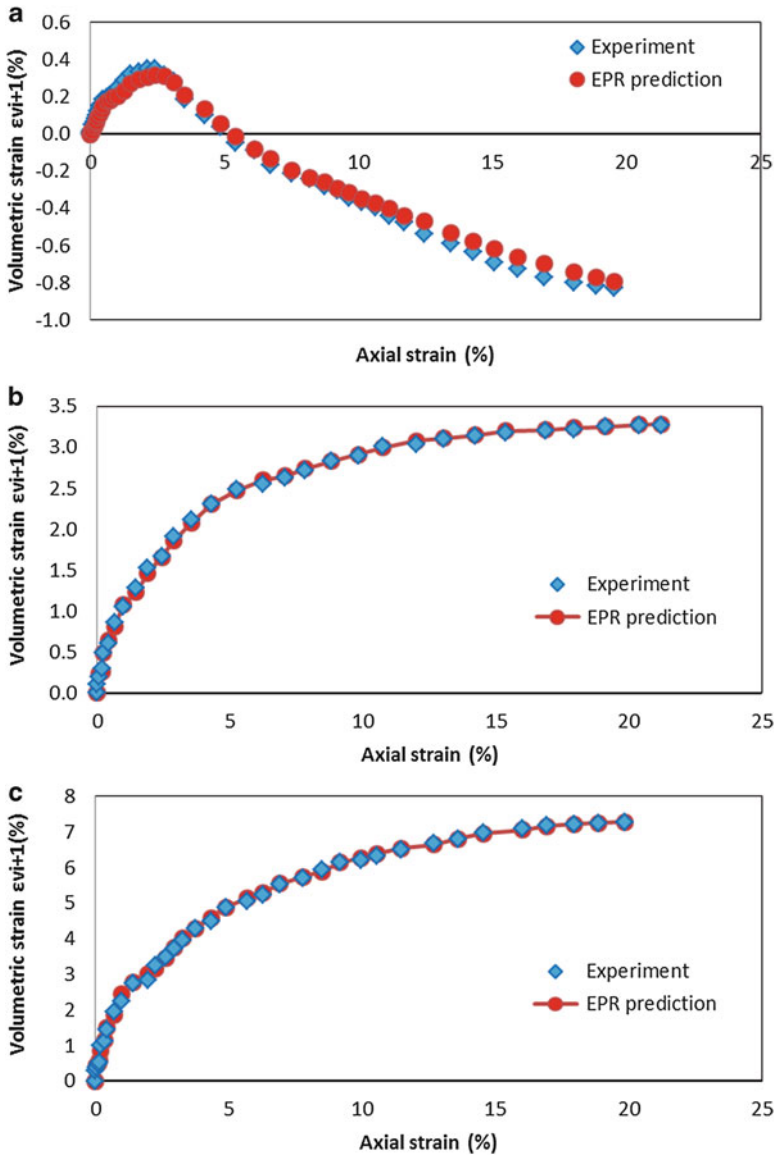 a
Volumetric strain εvi+1(%)
0.6
0.4
0.2
0.0
-0.2
-0.4
-0.6
-0.8
-1.0
0
5
10
15
20
25
Experiment
EPR prediction
Axial strain (%)
b
Volumetric strain εvi+1(%)
3.5
3.0
2.5
2.0
1.5
1.0
0.5
0.0
Experiment
EPR prediction
0
5
10
15
20
25
Axial strain (%)
c
Volumetric strain εvi+1(%)
8
7
6
5
4
3
2
1
0
Experiment
EPR prediction
0
5
10
15
20
25
Axial strain (%)